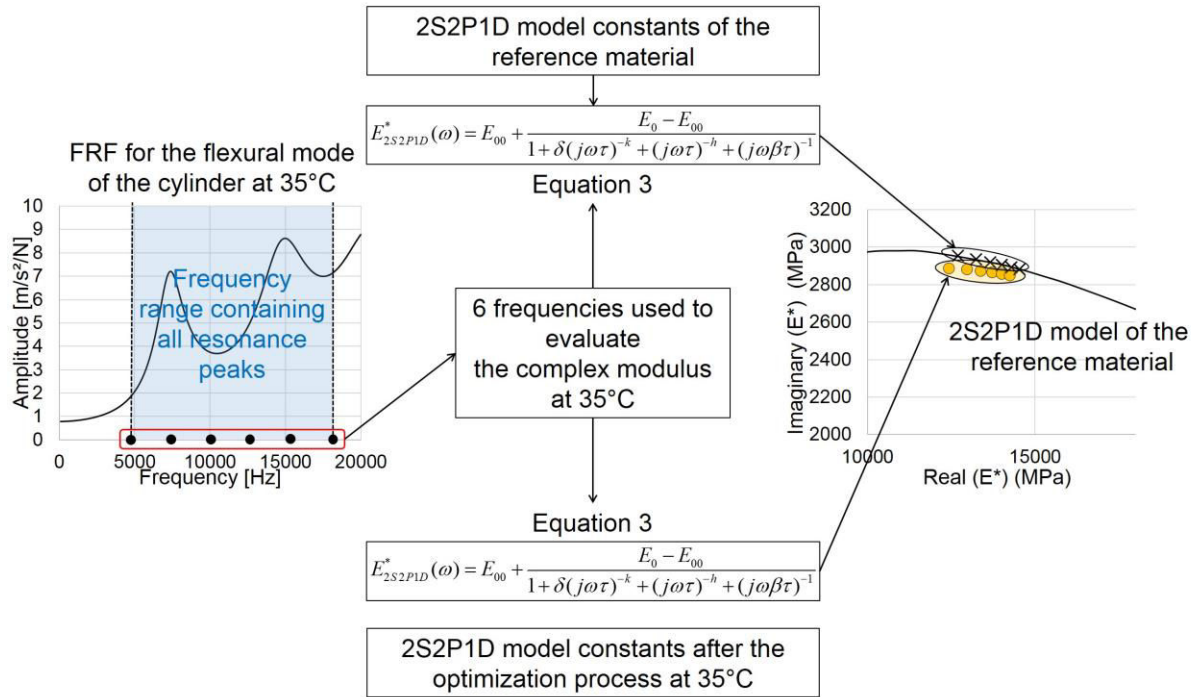 2S2P1D model constants of the
reference material
E*2S2P1D(ω) = E00 + (E0 − E00) / (1 + δ(jωτ)^−k + (jωτ)^−h + (jωβτ)^−1)
Equation 3
FRF for the flexural mode
of the cylinder at 35°C
Amplitude [m/s²/N]
10
9
8
7
6
5
4
3
2
1
0
Frequency
range containing
all resonance
peaks
0
5000
10000
15000
20000
Frequency [Hz]
6 frequencies used to
evaluate
the complex modulus
at 35°C
Imaginary (E*) (MPa)
3200
3000
2800
2600
2400
2200
2000
2S2P1D model of the
reference material
10000
15000
Real (E*) (MPa)
Equation 3
E*2S2P1D(ω) = E00 + (E0 − E00) / (1 + δ(jωτ)^−k + (jωτ)^−h + (jωβτ)^−1)
2S2P1D model constants after the
optimization process at 35°C